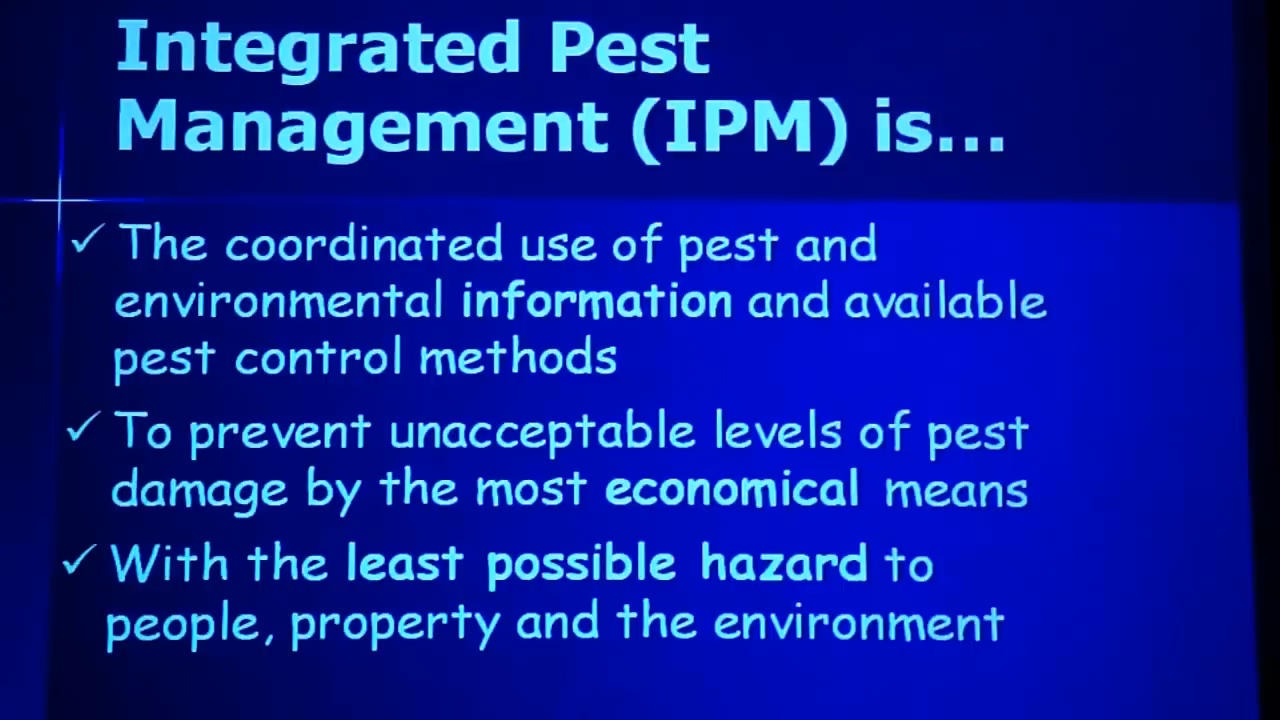 Integrated Pest
Management (IPM) is...
✓ The coordinated use of pest and
environmental information and available
pest control methods
✓ To prevent unacceptable levels of pest
damage by the most economical means
✓ With the least possible hazard to
people, property and the environment